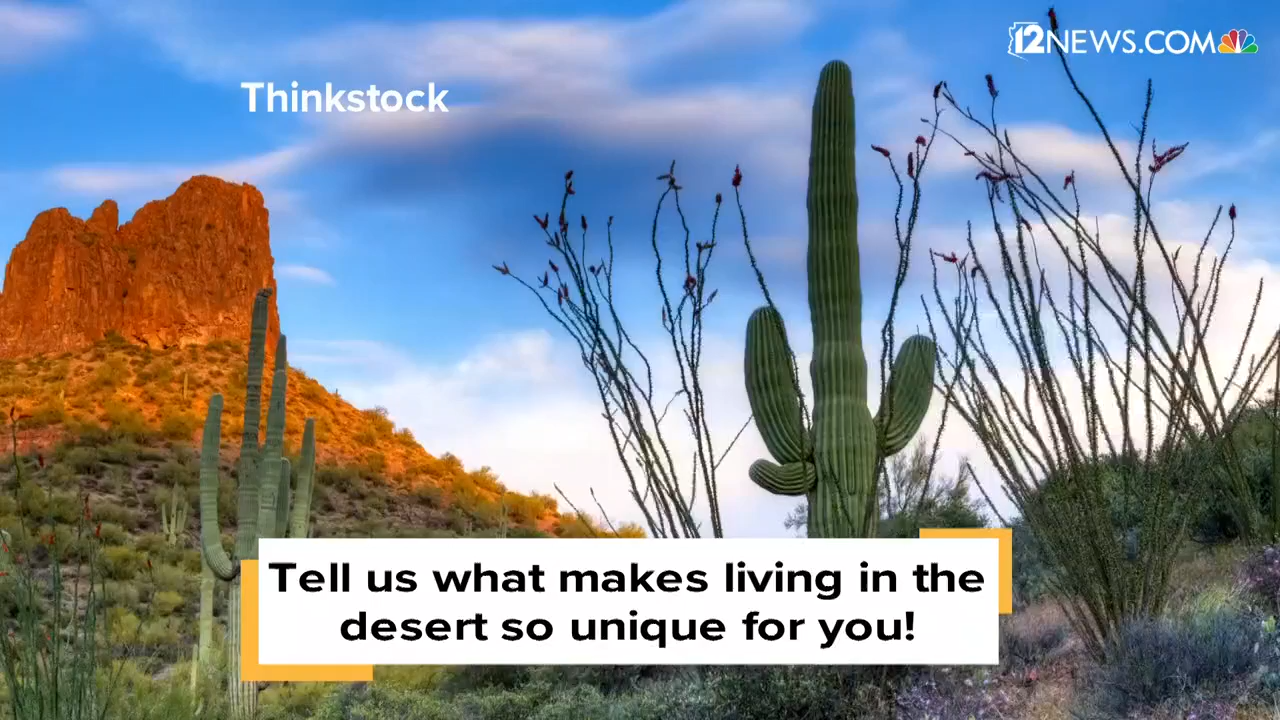 12NEWS.COM
Thinkstock
Tell us what makes living in the
desert so unique for you!